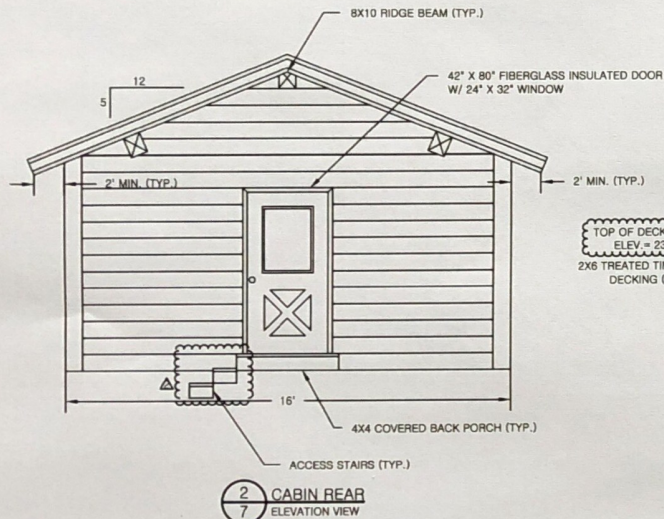 8X10 RIDGE BEAM (TYP.)
12
5
42" X 80" FIBERGLASS INSULATED DOOR
W/ 24" X 32" WINDOW
2' MIN. (TYP.)
2' MIN. (TYP.)
TOP OF DECK
ELEV.= 23
2X6 TREATED
DECKING (
16'
4X4 COVERED BACK PORCH (TYP.)
ACCESS STAIRS (TYP.)
2
7
CABIN REAR
ELEVATION VIEW